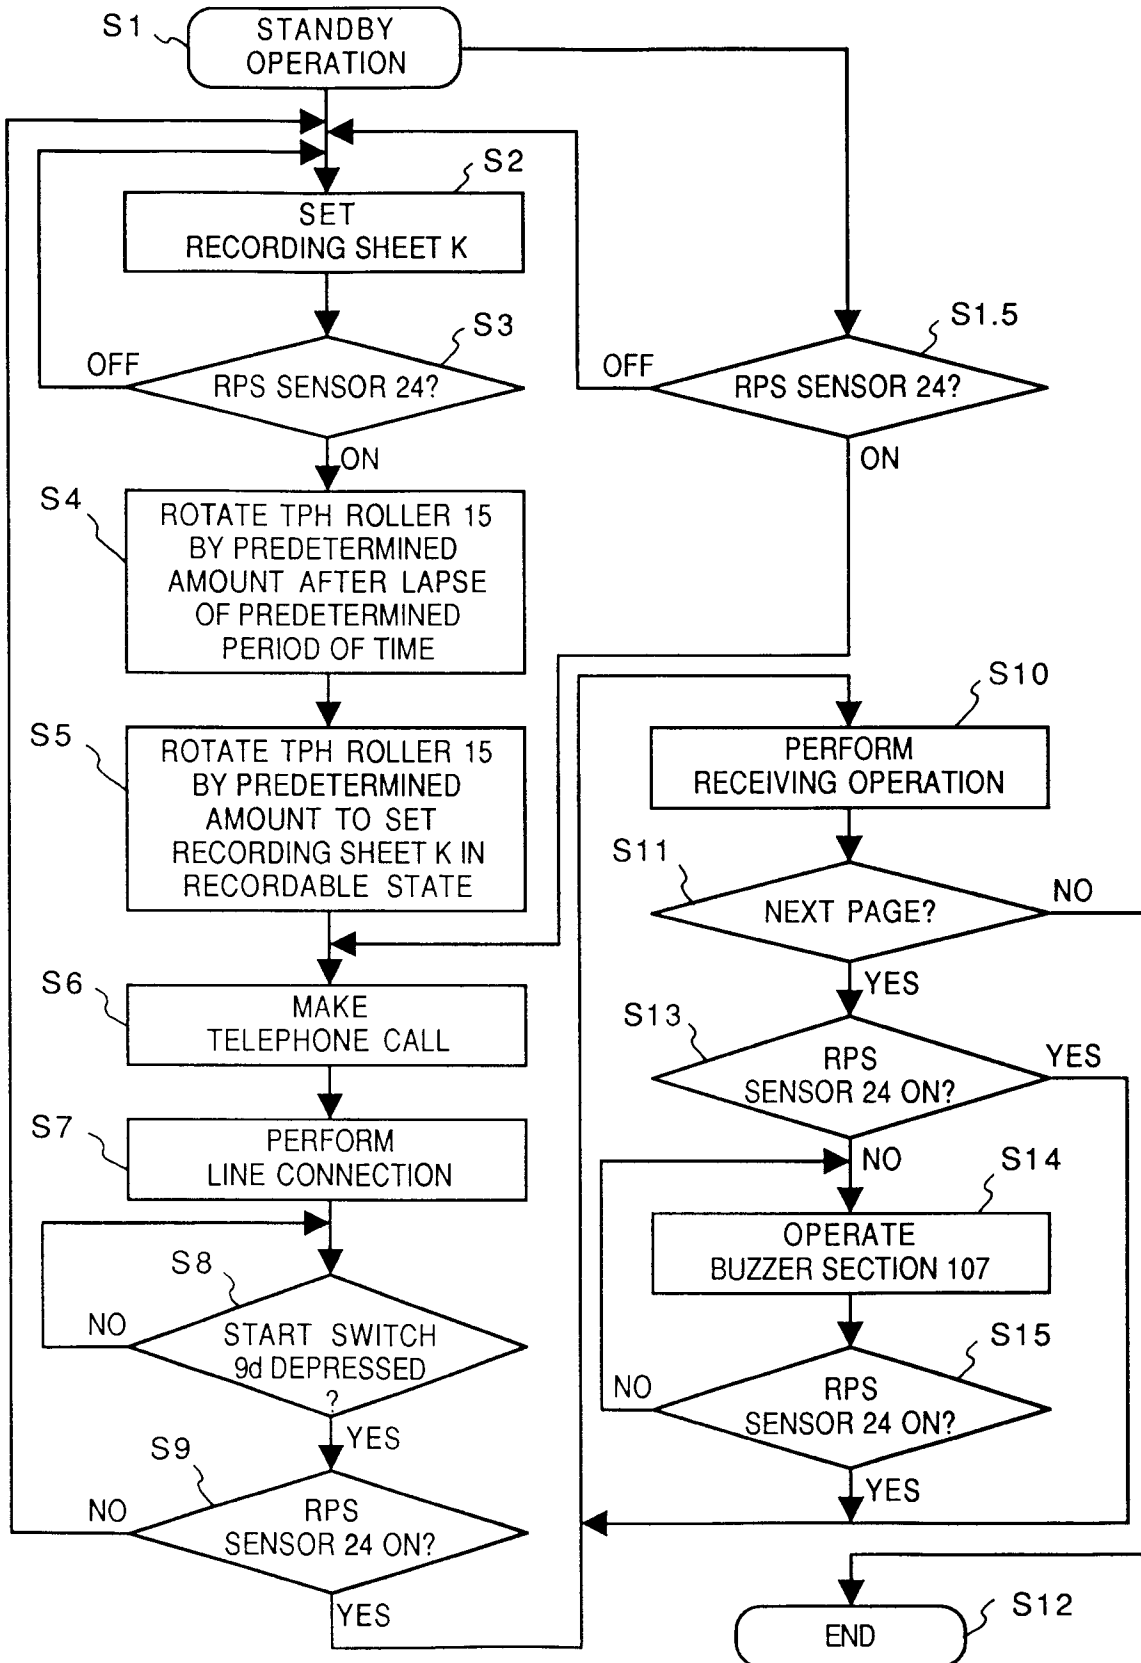 S1
STANDBY
OPERATION
S2
SET
RECORDING SHEET K
S3
OFF
RPS SENSOR 24?
ON
S1.5
OFF
RPS SENSOR 24?
ON
S4
ROTATE TPH ROLLER 15
BY PREDETERMINED
AMOUNT AFTER LAPSE
OF PREDETERMINED
PERIOD OF TIME
S5
ROTATE TPH ROLLER 15
BY PREDETERMINED
AMOUNT TO SET
RECORDING SHEET K IN
RECORDABLE STATE
S6
MAKE
TELEPHONE CALL
S7
PERFORM
LINE CONNECTION
S8
NO
START SWITCH
9d DEPRESSED
?
YES
S9
NO
RPS
SENSOR 24 ON?
YES
S10
PERFORM
RECEIVING OPERATION
S11
NO
NEXT PAGE?
YES
S13
RPS
SENSOR 24 ON?
YES
NO
S14
OPERATE
BUZZER SECTION 107
S15
NO
RPS
SENSOR 24 ON?
YES
S12
END